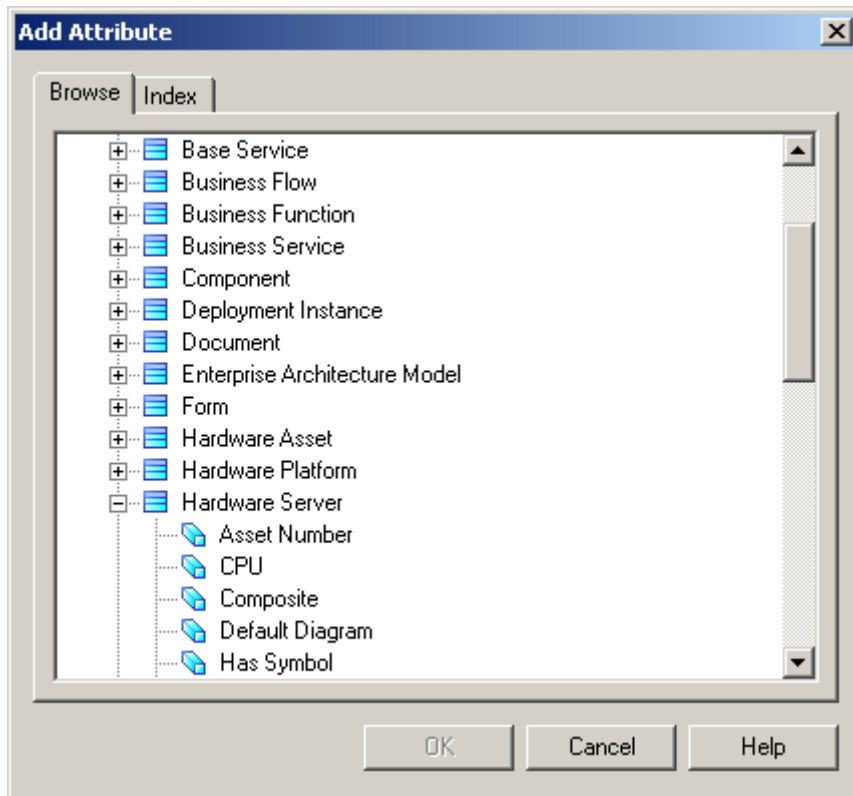 Add Attribute
Browse
Index
Base Service
Business Flow
Business Function
Business Service
Component
Deployment Instance
Document
Enterprise Architecture Model
Form
Hardware Asset
Hardware Platform
Hardware Server
Asset Number
CPU
Composite
Default Diagram
Has Symbol
OK
Cancel
Help